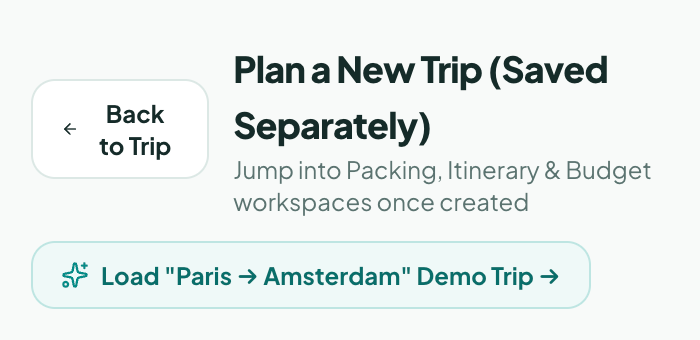 Plan a New Trip (Saved
Separately)
← Back
to Trip
Jump into Packing, Itinerary & Budget
workspaces once created
Load "Paris → Amsterdam" Demo Trip →